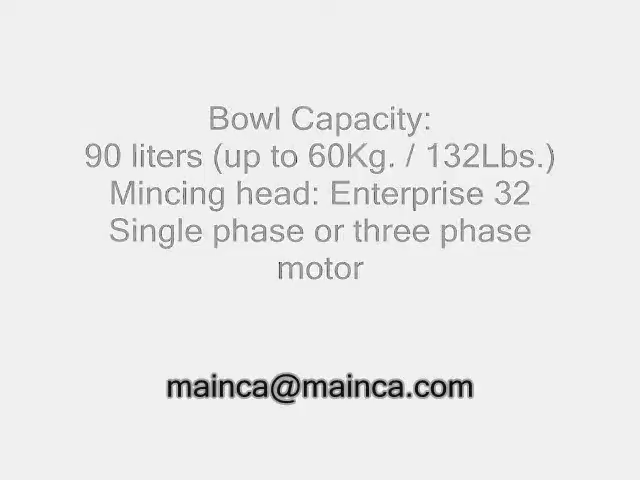 Bowl Capacity:
90 liters (up to 60Kg. / 132Lbs.)
Mincing head: Enterprise 32
Single phase or three phase
motor
mainca@mainca.com